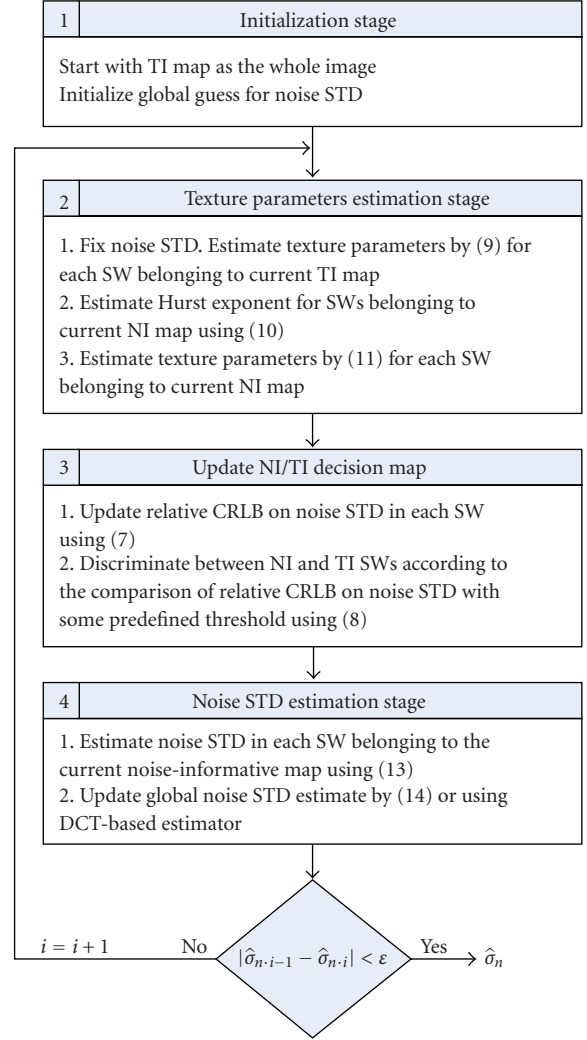 1 Initialization stage
Start with TI map as the whole image
Initialize global guess for noise STD
2 Texture parameters estimation stage
1. Fix noise STD. Estimate texture parameters by (9) for
each SW belonging to current TI map
2. Estimate Hurst exponent for SWs belonging to
current NI map using (10)
3. Estimate texture parameters by (11) for each SW
belonging to current NI map
3 Update NI/TI decision map
1. Update relative CRLB on noise STD in each SW
using (7)
2. Discriminate between NI and TI SWs according to
the comparison of relative CRLB on noise STD with
some predefined threshold using (8)
4 Noise STD estimation stage
1. Estimate noise STD in each SW belonging to the
current noise-informative map using (13)
2. Update global noise STD estimate by (14) or using
DCT-based estimator
i = i + 1 No |σ̂n·i−1 − σ̂n·i| < ε Yes σ̂n